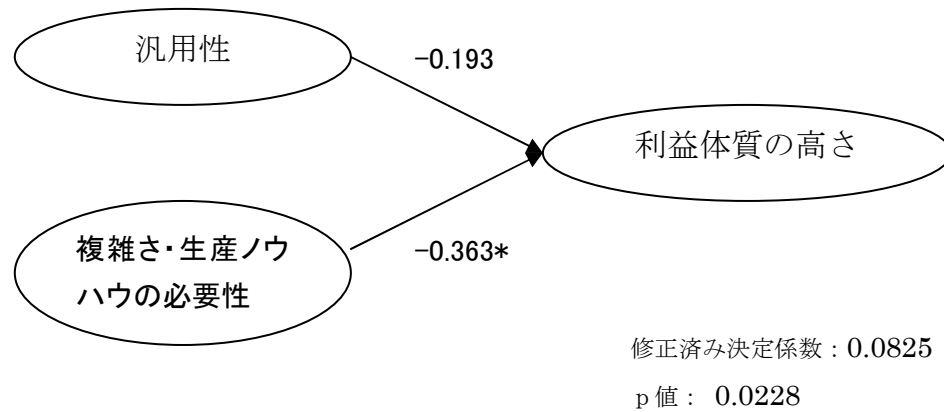 汎用性
-0.193
利益体質の高さ
複雑さ・生産ノウ
ハウの必要性
-0.363*
修正済み決定係数：0.0825
p値： 0.0228